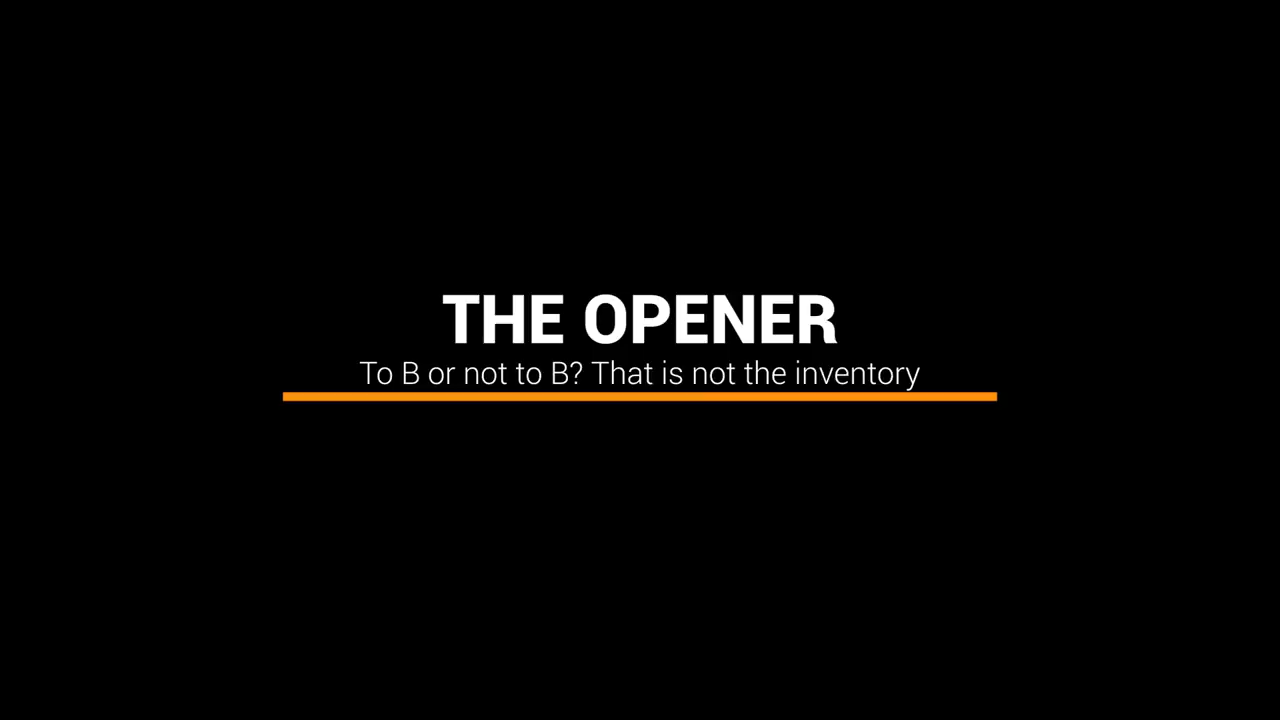 THE OPENER
To B or not to B? That is not the inventory